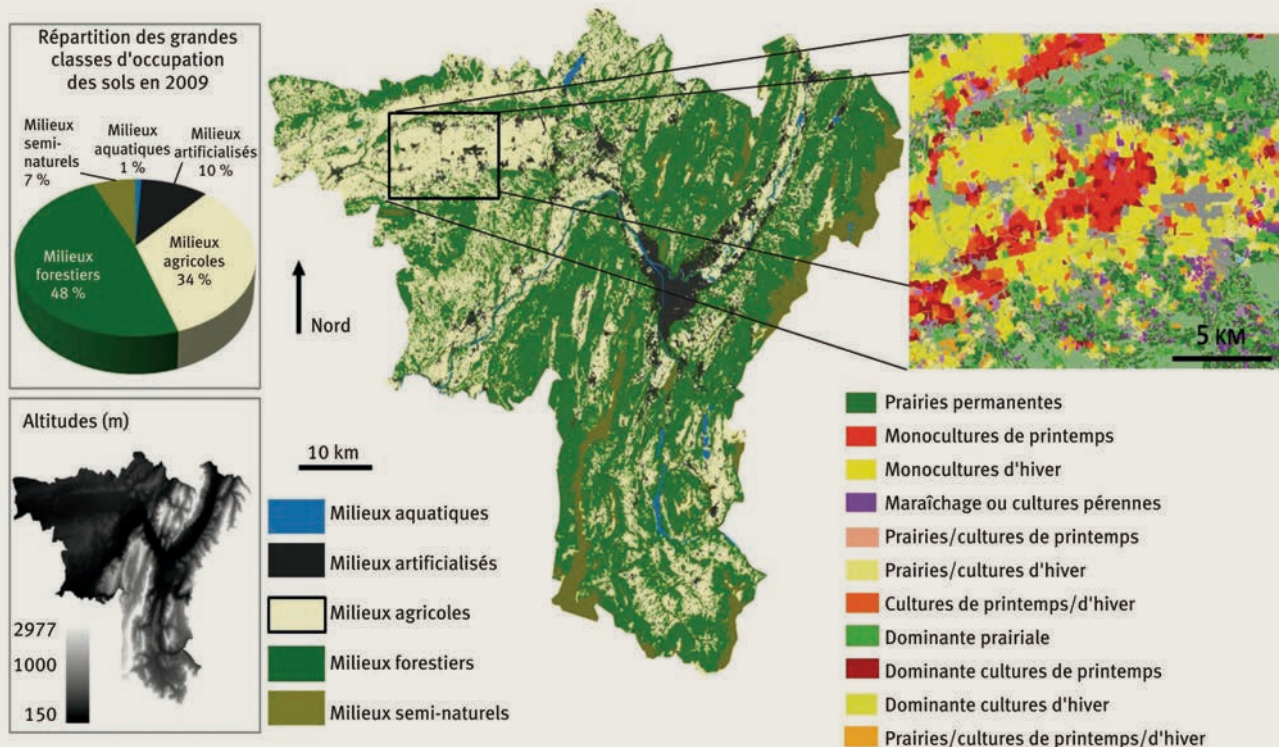 Répartition des grandes
classes d'occupation
des sols en 2009
Milieux
semi-
naturels
7 %
Milieux
aquatiques
1 %
Milieux
artificialisés
10 %
Milieux
forestiers
48 %
Milieux
agricoles
34 %
Altitudes (m)
2977
1000
150
Nord
10 km
Milieux aquatiques
Milieux artificialisés
Milieux agricoles
Milieux forestiers
Milieux semi-naturels
5 KM
Prairies permanentes
Monocultures de printemps
Monocultures d'hiver
Maraîchage ou cultures pérennes
Prairies/cultures de printemps
Prairies/cultures d'hiver
Cultures de printemps/d'hiver
Dominante prairiale
Dominante cultures de printemps
Dominante cultures d'hiver
Prairies/cultures de printemps/d'hiver